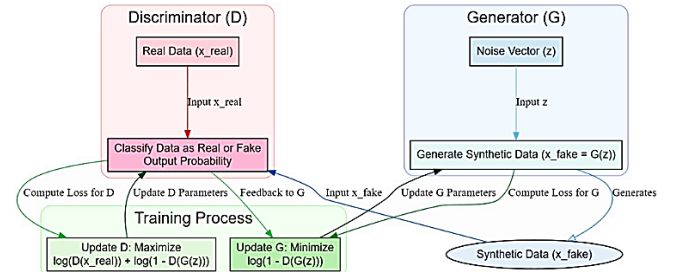 Discriminator (D)
Generator (G)
Real Data (x_real)
Noise Vector (z)
Input x_real
Input z
Classify Data as Real or Fake
Output Probability
Generate Synthetic Data (x_fake = G(z))
Compute Loss for D
Update D Parameters
Feedback to G
Input x_fake
Update G Parameters
Compute Loss for G
Generates
Training Process
Update D: Maximize
log(D(x_real)) + log(1 - D(G(z)))
Update G: Minimize
log(1 - D(G(z)))
Synthetic Data (x_fake)